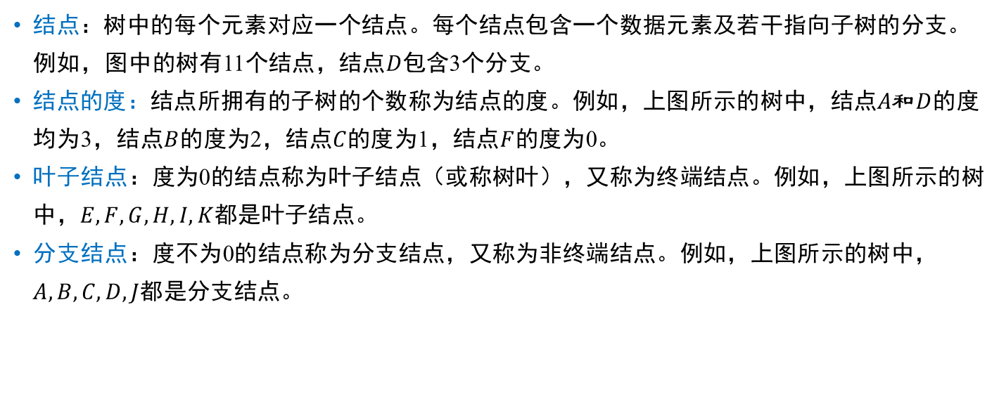 • 结点：树中的每个元素对应一个结点。每个结点包含一个数据元素及若干指向子树的分支。
例如，图中的树有11个结点，结点D包含3个分支。
• 结点的度：结点所拥有的子树的个数称为结点的度。例如，上图所示的树中，结点A和D的度
均为3，结点B的度为2，结点C的度为1，结点F的度为0。
• 叶子结点：度为0的结点称为叶子结点（或称树叶），又称为终端结点。例如，上图所示的树
中，E,F,G,H,I,K都是叶子结点。
• 分支结点：度不为0的结点称为分支结点，又称为非终端结点。例如，上图所示的树中，
A,B,C,D,J都是分支结点。